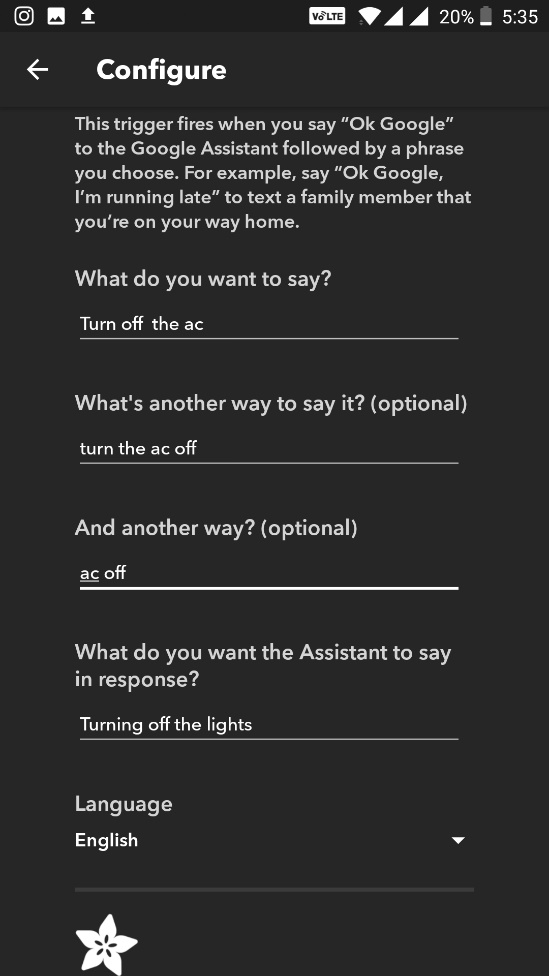 VoLTE 20% 5:35
Configure
This trigger fires when you say “Ok Google”
to the Google Assistant followed by a phrase
you choose. For example, say “Ok Google,
I’m running late” to text a family member that
you’re on your way home.
What do you want to say?
Turn off  the ac
What's another way to say it? (optional)
turn the ac off
And another way? (optional)
ac off
What do you want the Assistant to say
in response?
Turning off the lights
Language
English